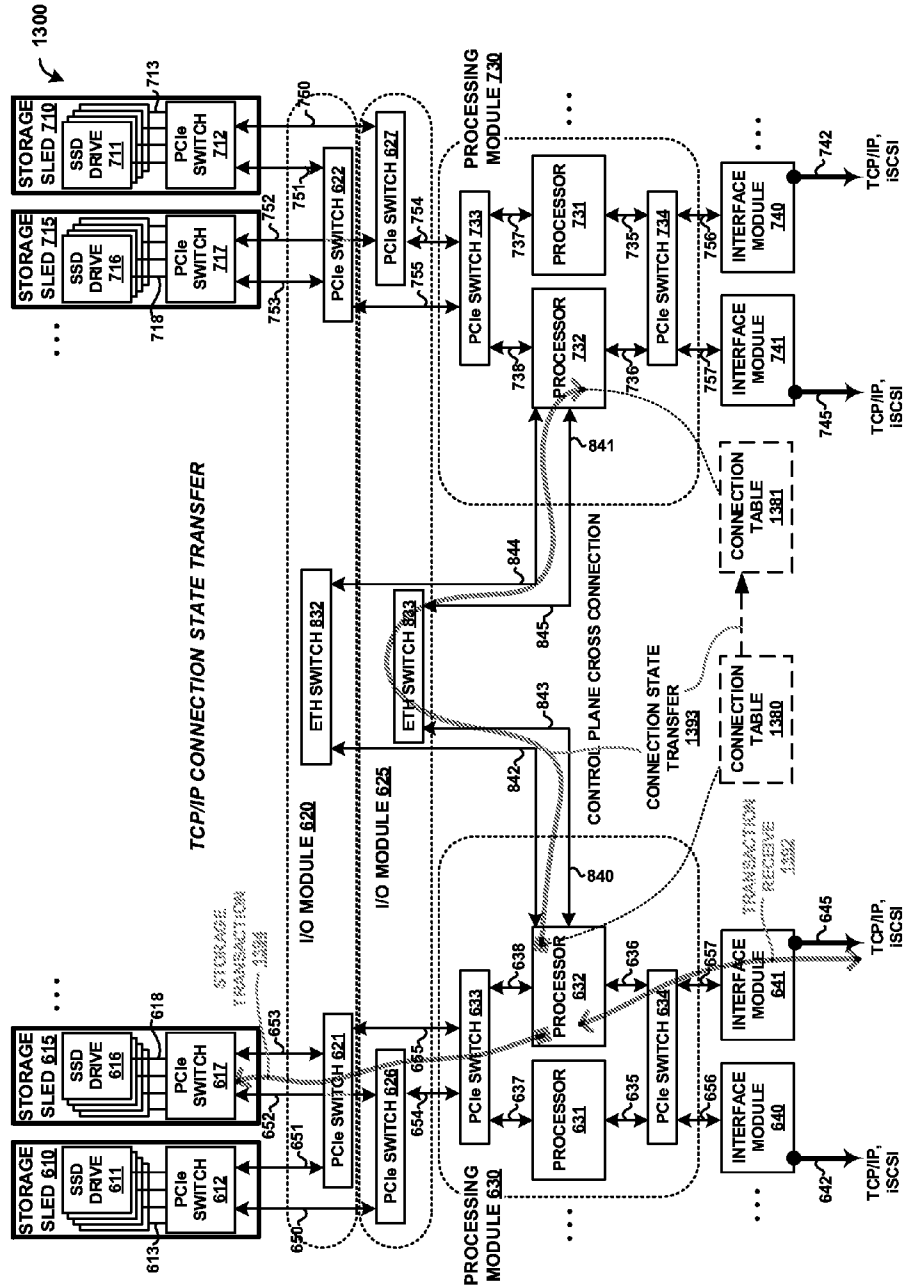 1300
TCP/IP CONNECTION STATE TRANSFER
STORAGE
SLED 610
SSD
DRIVE
611
PCIe
SWITCH
612
613
STORAGE
SLED 615
SSD
DRIVE
616
PCIe
SWITCH
617
618
• • •
STORAGE
TRANSACTION
1394
• • •
STORAGE
SLED 715
SSD
DRIVE
716
PCIe
SWITCH
717
718
STORAGE
SLED 710
SSD
DRIVE
711
PCIe
SWITCH
712
713
650
651
652
653
753
752
751
750
I/O MODULE 620
PCIe SWITCH 621
ETH SWITCH 832
PCIe SWITCH 622
I/O MODULE 625
PCIe SWITCH 626
ETH SWITCH 833
PCIe SWITCH 627
654
655
842
843
845
844
755
754
PROCESSING
MODULE 630
PCIe SWITCH 633
637
638
PROCESSOR
631
PROCESSOR
632
635
636
PCIe SWITCH 634
• • •
840
CONTROL PLANE CROSS CONNECTION
841
PROCESSING
MODULE 730
PCIe SWITCH 733
738
737
PROCESSOR
732
PROCESSOR
731
736
735
PCIe SWITCH 734
• • •
CONNECTION STATE
TRANSFER
1393
656
657
757
756
• • •
INTERFACE
MODULE
640
INTERFACE
MODULE
641
TRANSACTION
RECEIVE
1392
CONNECTION
TABLE
1380
CONNECTION
TABLE
1381
INTERFACE
MODULE
741
INTERFACE
MODULE
740
• • •
642
645
745
742
TCP/IP,
iSCSI
TCP/IP,
iSCSI
TCP/IP,
iSCSI
TCP/IP,
iSCSI